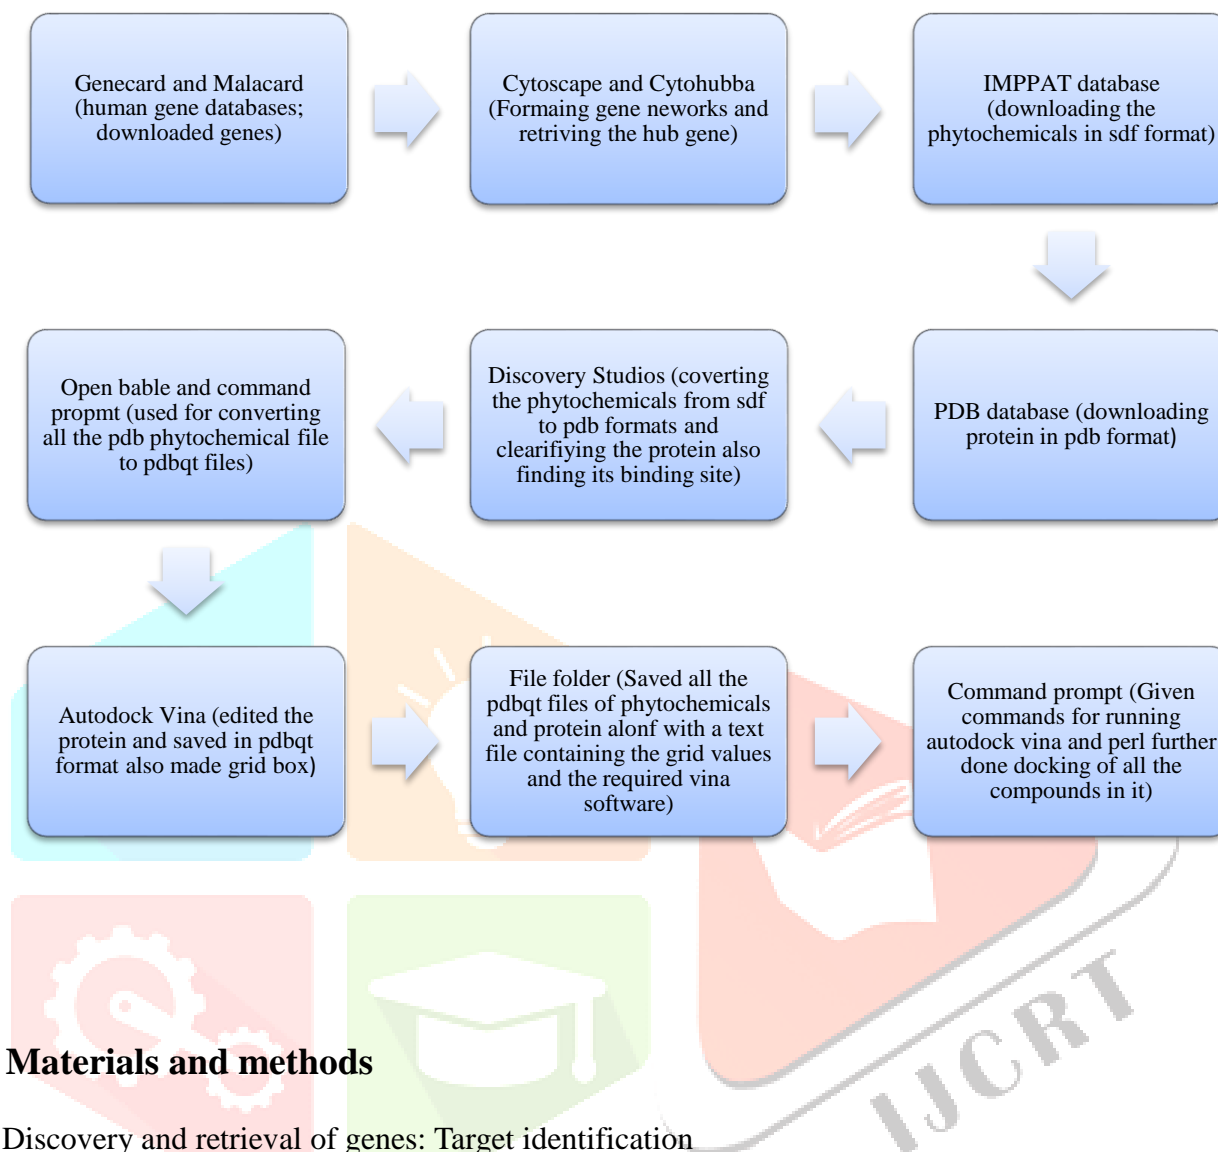 Genecard and Malacard
(human gene databases;
downloaded genes)
Cytoscape and Cytohubba
(Formaing gene neworks and
retriving the hub gene)
IMPPAT database
(downloading the
phytochemicals in sdf format)
PDB database (downloading
protein in pdb format)
Discovery Studios (coverting
the phytochemicals from sdf
to pdb formats and
clearifiying the protein also
finding its binding site)
Open bable and command
propmt (used for converting
all the pdb phytochemical file
to pdbqt files)
Autodock Vina (edited the
protein and saved in pdbqt
format also made grid box)
File folder (Saved all the
pdbqt files of phytochemicals
and protein alonf with a text
file containing the grid values
and the required vina
software)
Command prompt (Given
commands for running
autodock vina and perl further
done docking of all the
compounds in it)
IJCRT
Materials and methods
Discovery and retrieval of genes: Target identification